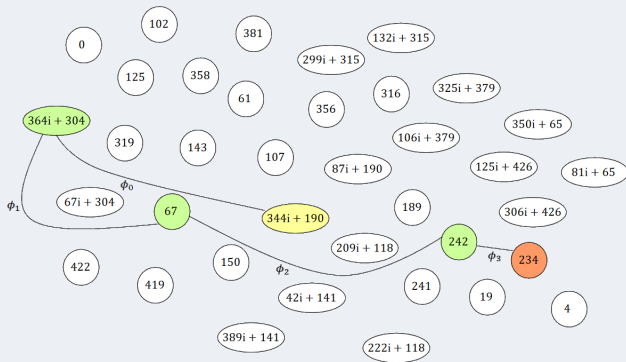 102
381
132i + 315
0
299i + 315
125
358
61
316
325i + 379
356
364i + 304
350i + 65
106i + 379
319
143
107
87i + 190
125i + 426
81i + 65
ϕ₀
ϕ₁
67i + 304
67
344i + 190
189
306i + 426
242
209i + 118
ϕ₃
234
422
150
ϕ₂
419
42i + 141
241
19
4
389i + 141
222i + 118